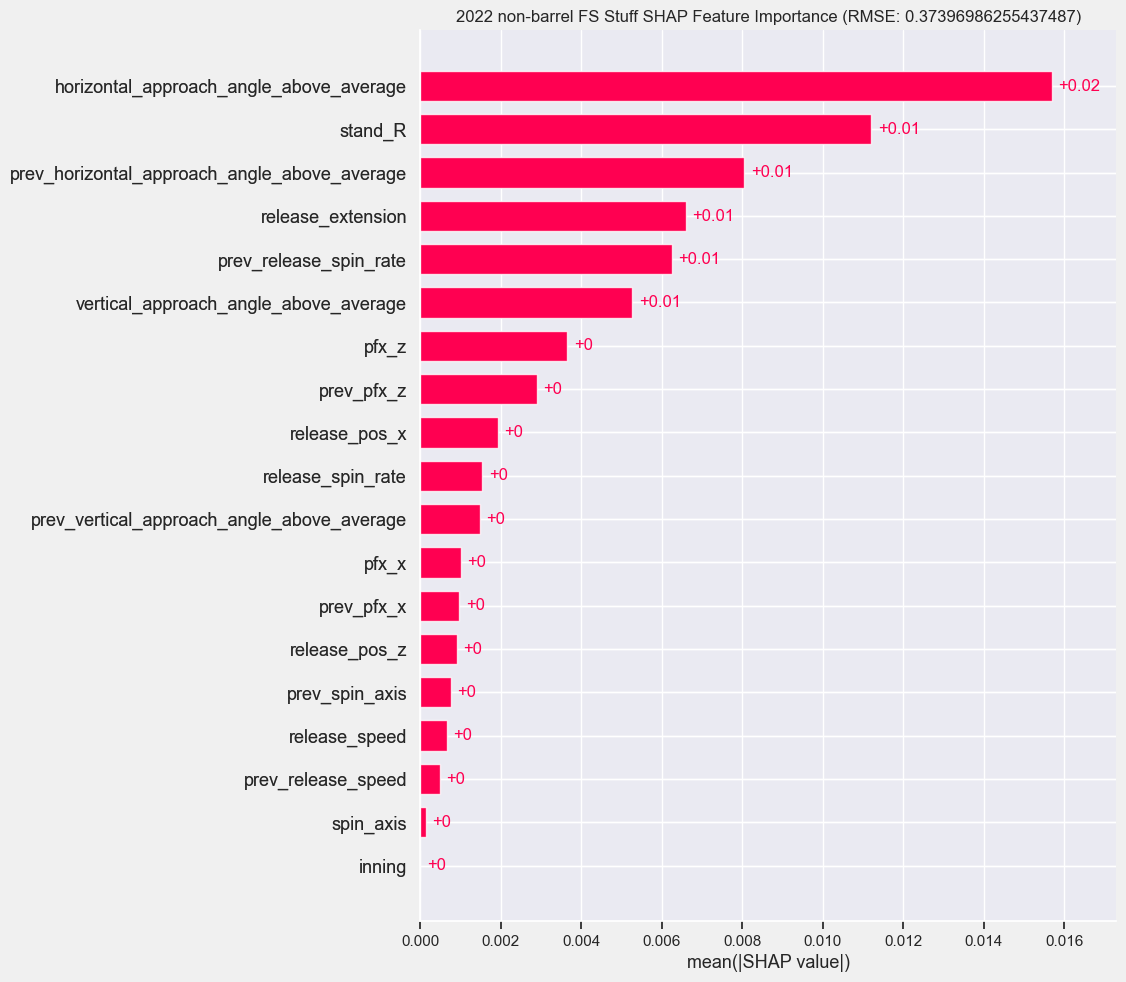 2022 non-barrel FS Stuff SHAP Feature Importance (RMSE: 0.37396986255437487)
horizontal_approach_angle_above_average +0.02
stand_R +0.01
prev_horizontal_approach_angle_above_average +0.01
release_extension +0.01
prev_release_spin_rate +0.01
vertical_approach_angle_above_average +0.01
pfx_z +0
prev_pfx_z +0
release_pos_x +0
release_spin_rate +0
prev_vertical_approach_angle_above_average +0
pfx_x +0
prev_pfx_x +0
release_pos_z +0
prev_spin_axis +0
release_speed +0
prev_release_speed +0
spin_axis +0
inning +0
0.000 0.002 0.004 0.006 0.008 0.010 0.012 0.014 0.016
mean(|SHAP value|)